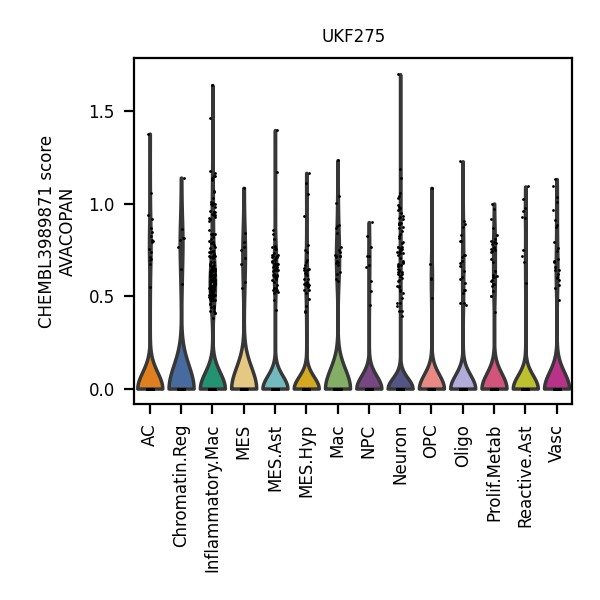 UKF275
CHEMBL3989871 score
AVACOPAN
1.5
1.0
0.5
0.0
AC
Chromatin.Reg
Inflammatory.Mac
MES
MES.Ast
MES.Hyp
Mac
NPC
Neuron
OPC
Oligo
Prolif.Metab
Reactive.Ast
Vasc